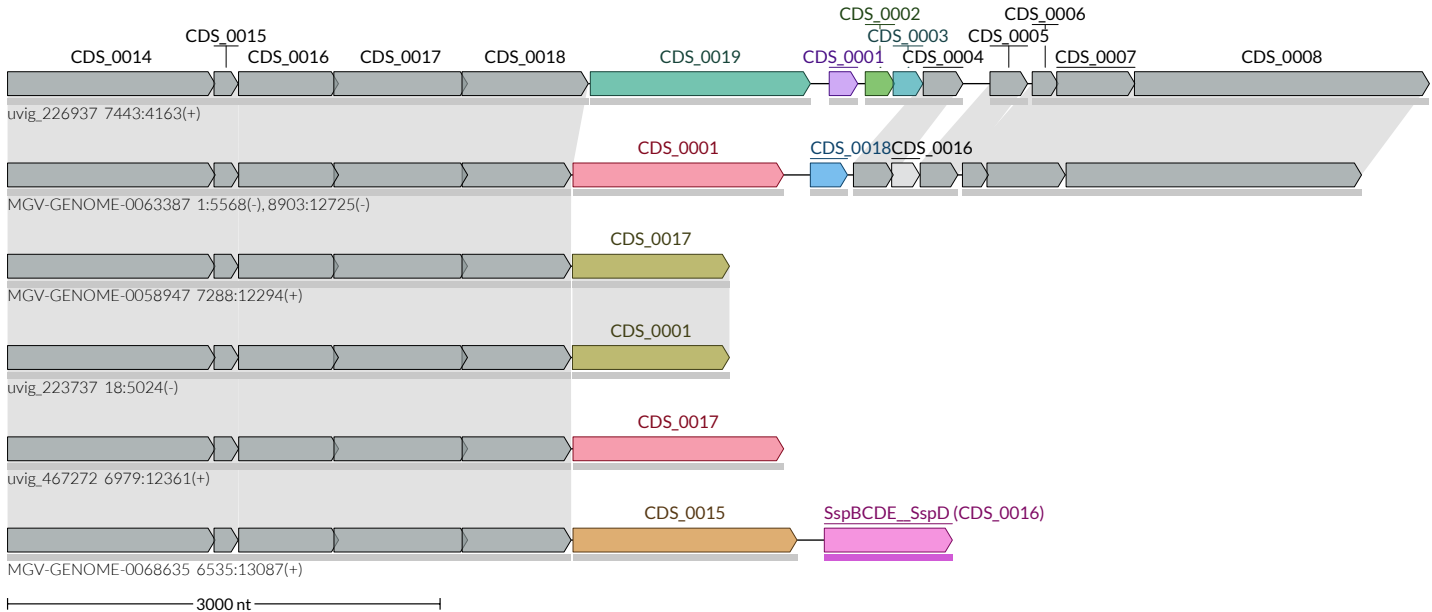 CDS_0002
CDS_0006
CDS_0015
CDS_0003
CDS_0005
CDS_0014
CDS_0016
CDS_0017
CDS_0018
CDS_0019
CDS_0001
CDS_0004
CDS_0007
CDS_0008
uvig_226937 7443:4163(+)
CDS_0001
CDS_0018
CDS_0016
MGV-GENOME-0063387 1:5568(-), 8903:12725(-)
CDS_0017
MGV-GENOME-0058947 7288:12294(+)
CDS_0001
uvig_223737 18:5024(-)
CDS_0017
uvig_467272 6979:12361(+)
CDS_0015
SspBCDE__SspD (CDS_0016)
MGV-GENOME-0068635 6535:13087(+)
3000 nt